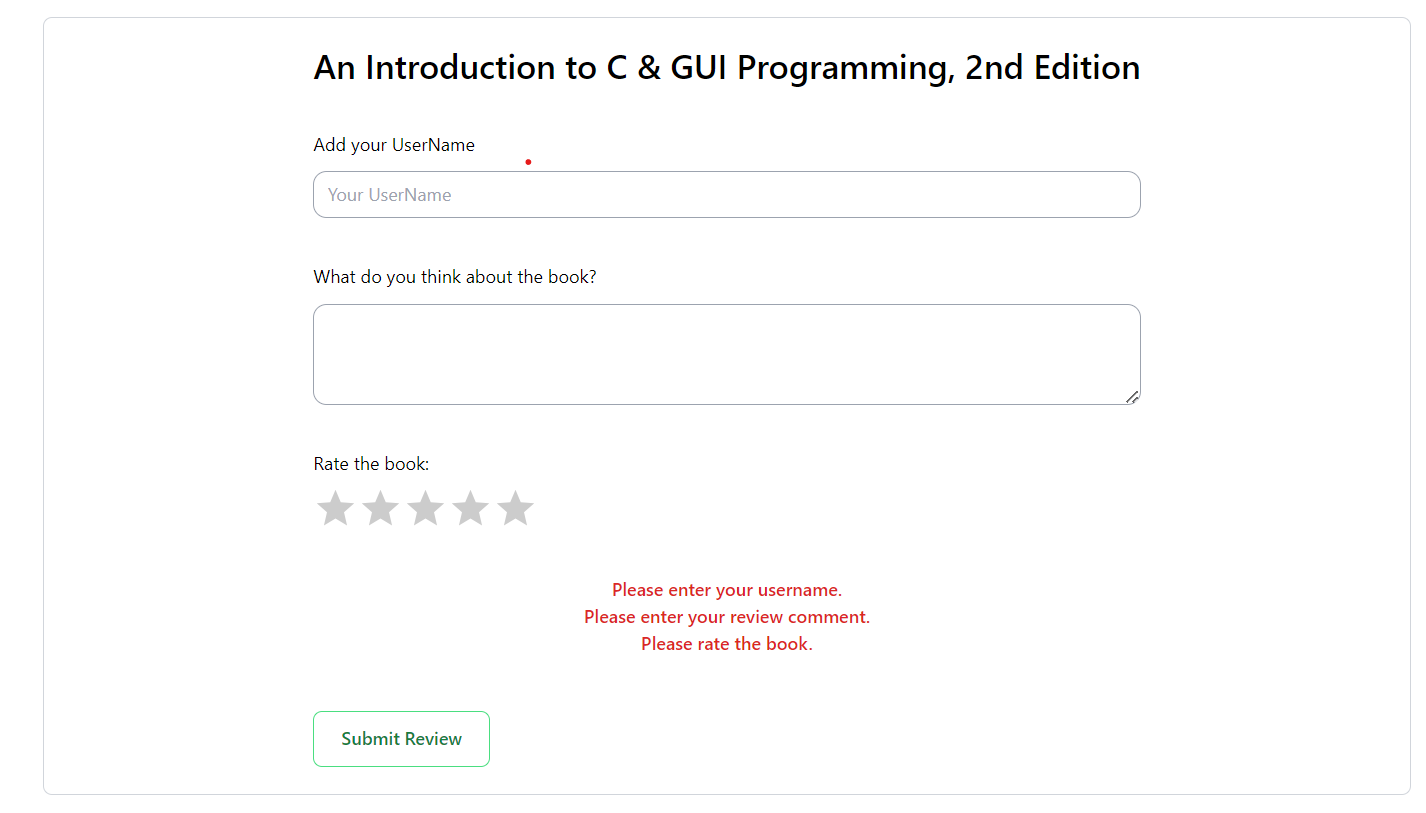 An Introduction to C & GUI Programming, 2nd Edition
Add your UserName
Your UserName
What do you think about the book?
Rate the book:
Please enter your username.
Please enter your review comment.
Please rate the book.
Submit Review